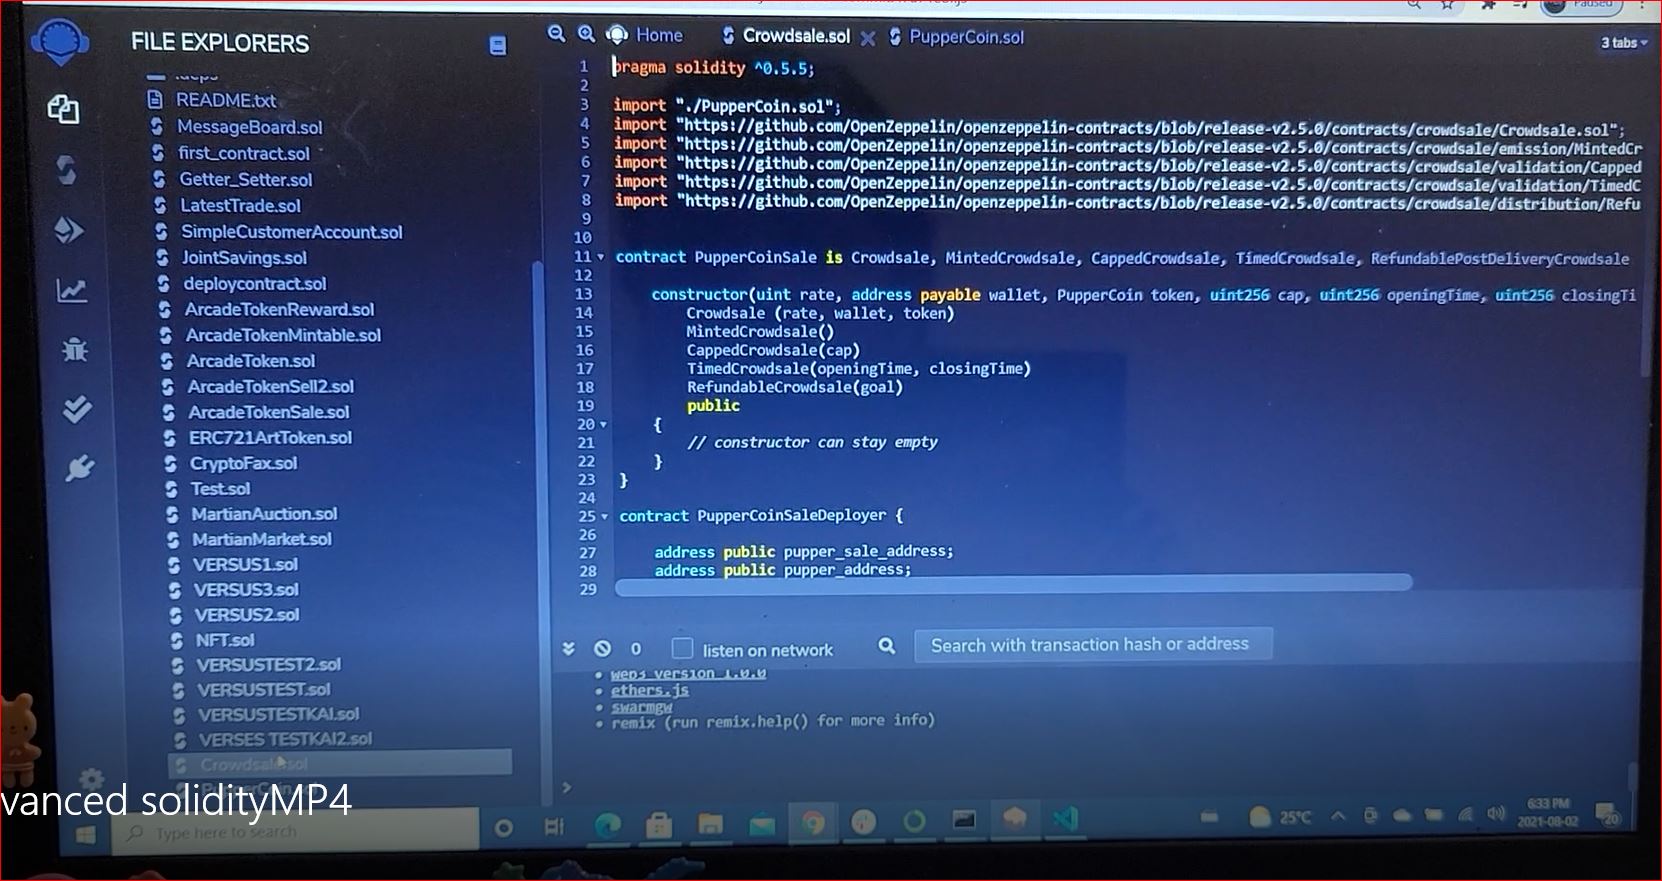 Paused
FILE EXPLORERS
Home
Crowdsale.sol
PupperCoin.sol
3 tabs
README.txt
MessageBoard.sol
first_contract.sol
Getter_Setter.sol
LatestTrade.sol
SimpleCustomerAccount.sol
JointSavings.sol
deploycontract.sol
ArcadeTokenReward.sol
ArcadeTokenMintable.sol
ArcadeToken.sol
ArcadeTokenSell2.sol
ArcadeTokenSale.sol
ERC721ArtToken.sol
CryptoFax.sol
Test.sol
MartianAuction.sol
MartianMarket.sol
VERSUS1.sol
VERSUS3.sol
VERSUS2.sol
NFT.sol
VERSUSTEST2.sol
VERSUSTEST.sol
VERSUSTESTKAI.sol
VERSES TESTKAI2.sol
Crowdsale.sol
1 pragma solidity ^0.5.5;
2
3 import "./PupperCoin.sol";
4 import "https://github.com/OpenZeppelin/openzeppelin-contracts/blob/release-v2.5.0/contracts/crowdsale/Crowdsale.sol";
5 import "https://github.com/OpenZeppelin/openzeppelin-contracts/blob/release-v2.5.0/contracts/crowdsale/emission/MintedCr
6 import "https://github.com/OpenZeppelin/openzeppelin-contracts/blob/release-v2.5.0/contracts/crowdsale/validation/Capped
7 import "https://github.com/OpenZeppelin/openzeppelin-contracts/blob/release-v2.5.0/contracts/crowdsale/validation/TimedC
8 import "https://github.com/OpenZeppelin/openzeppelin-contracts/blob/release-v2.5.0/contracts/crowdsale/distribution/Refu
9
10
11 contract PupperCoinSale is Crowdsale, MintedCrowdsale, CappedCrowdsale, TimedCrowdsale, RefundablePostDeliveryCrowdsale
12
13 constructor(uint rate, address payable wallet, PupperCoin token, uint256 cap, uint256 openingTime, uint256 closingTi
14 Crowdsale (rate, wallet, token)
15 MintedCrowdsale()
16 CappedCrowdsale(cap)
17 TimedCrowdsale(openingTime, closingTime)
18 RefundableCrowdsale(goal)
19 public
20 {
21 // constructor can stay empty
22 }
23 }
24
25 contract PupperCoinSaleDeployer {
26
27 address public pupper_sale_address;
28 address public pupper_address;
29
0 listen on network Search with transaction hash or address
web3 version 1.0.0
ethers.js
swarmgw
remix (run remix.help() for more info)
>
vanced solidityMP4
Type here to search
25°C
6:33 PM
2021-08-02
20